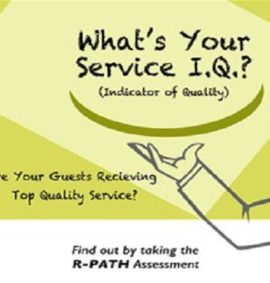 What's Your
Service I.Q.?
(Indicator of Quality)
re Your Guests Recieving
Top Quality Service?
Find out by taking the
R-PATH Assessment